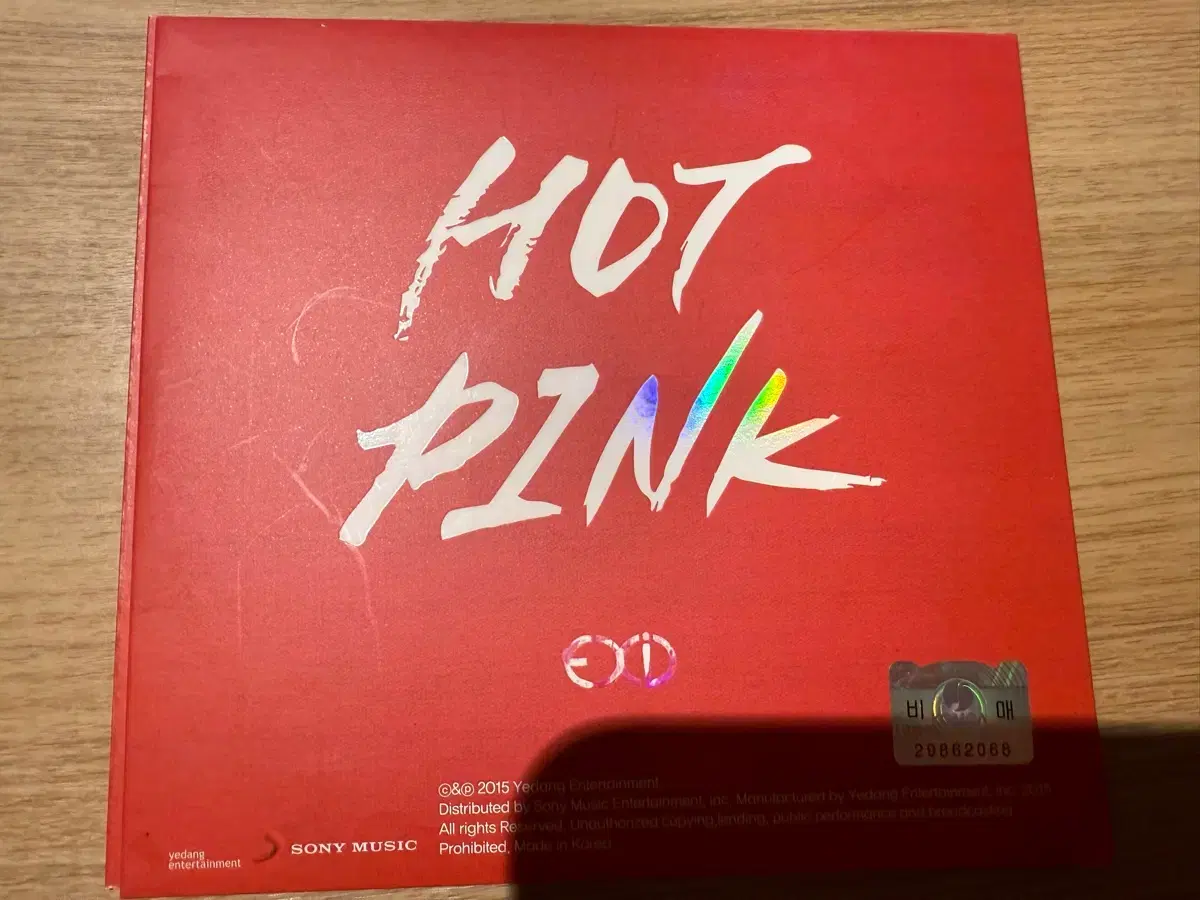 HOT
PINK
EXID
비 매
29862068
©&℗ 2015 Yedang Entertainment
Distributed by Sony Music Entertainment, inc. Manufactured by Yedang Entertainment, Inc. 2015
All rights Reserved. Unauthorized copying,lending, public performance and broadcasting
Prohibited, Made in Korea
yedang
entertainment
SONY MUSIC